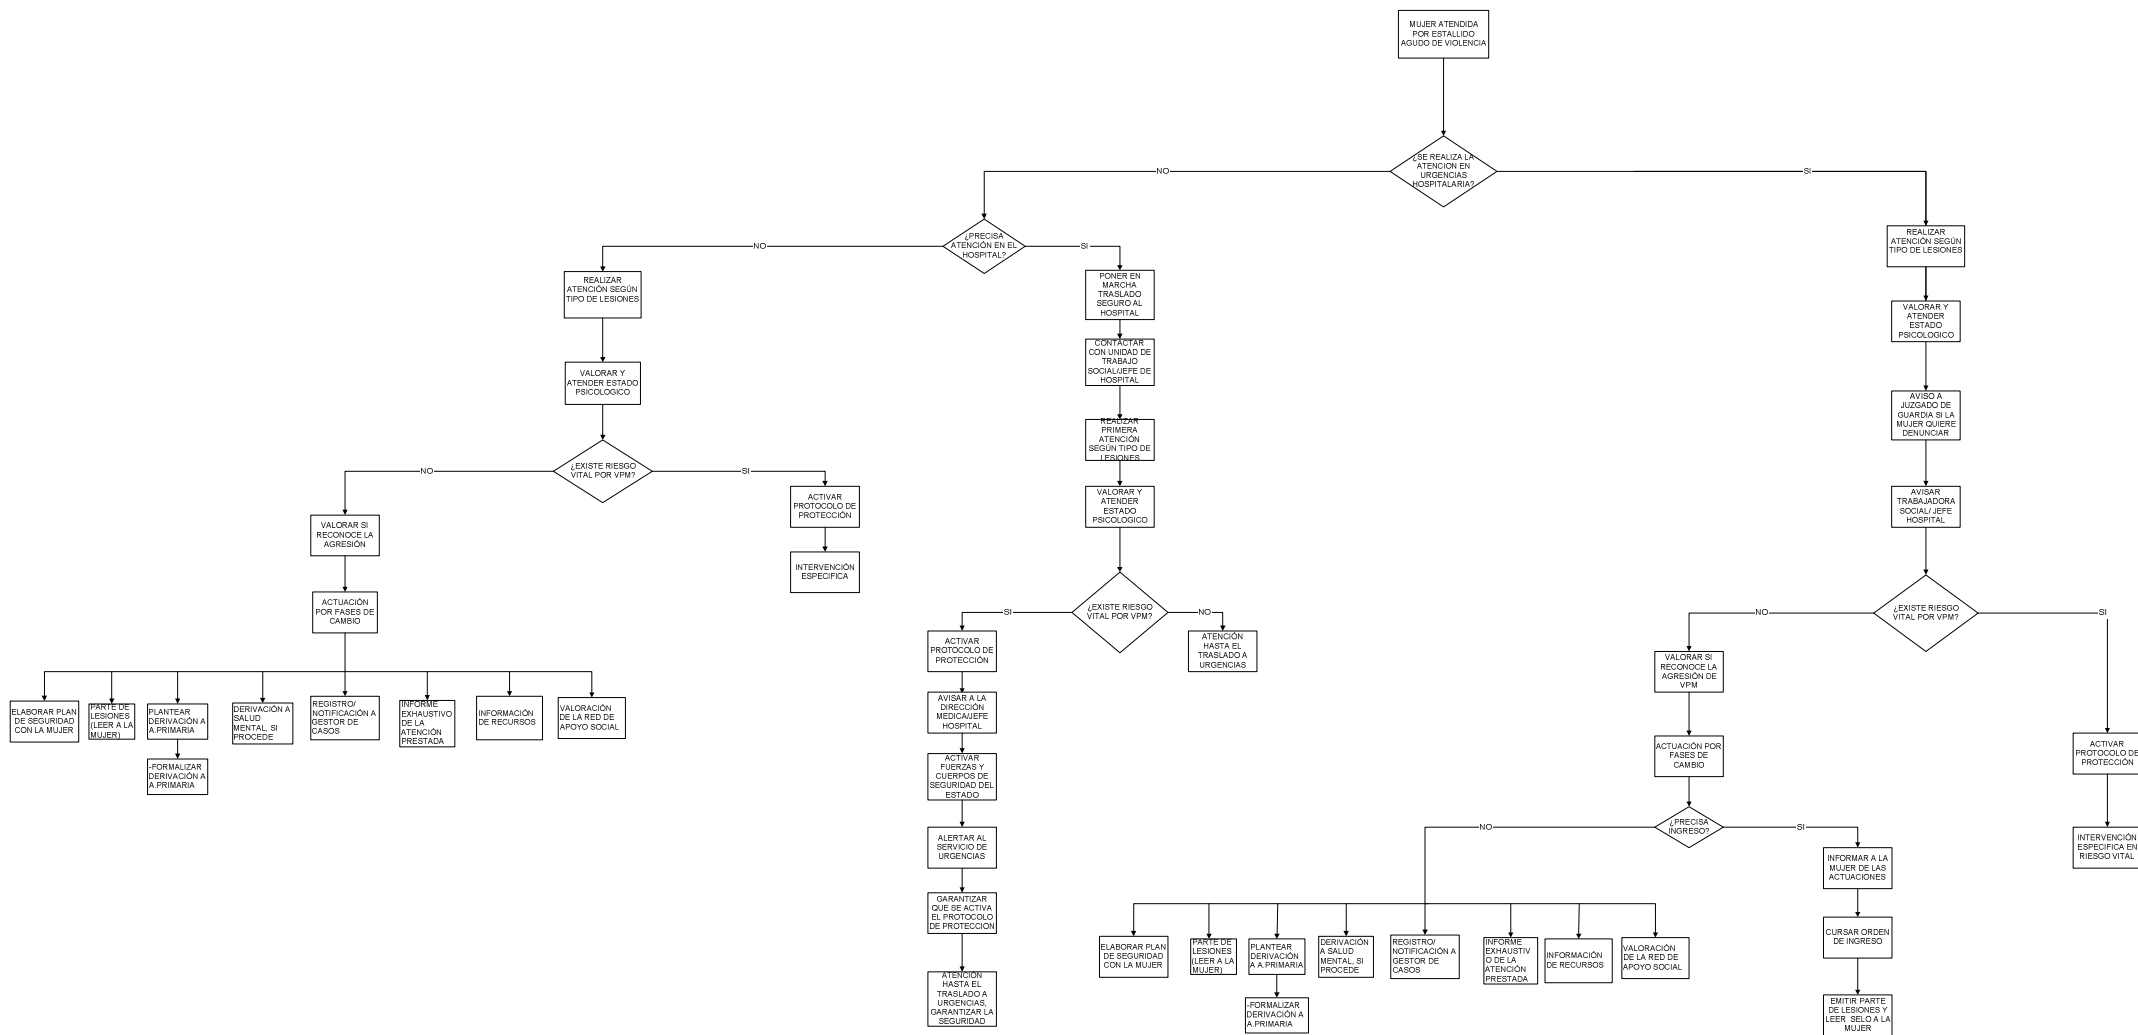 MUJER ATENDIDA
POR ESTALLIDO
AGUDO DE VIOLENCIA
¿SE REALIZA LA
ATENCION EN
URGENCIAS
HOSPITALARIA?
NO
SI
¿PRECISA
ATENCIÓN EN EL
HOSPITAL?
NO
SI
REALIZAR
ATENCIÓN SEGÚN
TIPO DE LESIONES
VALORAR Y
ATENDER ESTADO
PSICOLOGICO
¿EXISTE RIESGO
VITAL POR VPM?
NO
SI
VALORAR SI
RECONOCE LA
AGRESIÓN
ACTUACIÓN
POR FASES DE
CAMBIO
ACTIVAR
PROTOCOLO DE
PROTECCIÓN
INTERVENCIÓN
ESPECIFICA
ELABORAR PLAN
DE SEGURIDAD
CON LA MUJER
PARTE DE
LESIONES
(LEER A LA
MUJER)
PLANTEAR
DERIVACIÓN A
A.PRIMARIA
-FORMALIZAR
DERIVACIÓN A
A.PRIMARIA
DERIVACIÓN A
SALUD
MENTAL, SI
PROCEDE
REGISTRO/
NOTIFICACIÓN A
GESTOR DE
CASOS
INFORME
EXHAUSTIVO
DE LA
ATENCIÓN
PRESTADA
INFORMACIÓN
DE RECURSOS
VALORACIÓN
DE LA RED DE
APOYO SOCIAL
PONER EN
MARCHA
TRASLADO
SEGURO AL
HOSPITAL
CONTACTAR
CON UNIDAD DE
TRABAJO
SOCIAL/JEFE DE
HOSPITAL
REALIZAR
PRIMERA
ATENCIÓN
SEGÚN TIPO DE
LESIONES
VALORAR Y
ATENDER
ESTADO
PSICOLOGICO
¿EXISTE RIESGO
VITAL POR VPM?
SI
NO
ACTIVAR
PROTOCOLO DE
PROTECCIÓN
AVISAR A LA
DIRECCIÓN
MEDICA/JEFE
HOSPITAL
ACTIVAR
FUERZAS Y
CUERPOS DE
SEGURIDAD DEL
ESTADO
ALERTAR AL
SERVICIO DE
URGENCIAS
GARANTIZAR
QUE SE ACTIVA
EL PROTOCOLO
DE PROTECCION
ATENCIÓN
HASTA EL
TRASLADO A
URGENCIAS,
GARANTIZAR LA
SEGURIDAD
ATENCIÓN
HASTA EL
TRASLADO A
URGENCIAS
REALIZAR
ATENCIÓN SEGÚN
TIPO DE LESIONES
VALORAR Y
ATENDER
ESTADO
PSICOLOGICO
AVISO A
JUZGADO DE
GUARDIA SI LA
MUJER QUIERE
DENUNCIAR
AVISAR
TRABAJADORA
SOCIAL/ JEFE
HOSPITAL
¿EXISTE RIESGO
VITAL POR VPM?
NO
SI
VALORAR SI
RECONOCE LA
AGRESIÓN DE
VPM
ACTUACIÓN POR
FASES DE
CAMBIO
¿PRECISA
INGRESO?
NO
SI
ELABORAR PLAN
DE SEGURIDAD
CON LA MUJER
PARTE DE
LESIONES
(LEER A LA
MUJER)
PLANTEAR
DERIVACIÓN
A A.PRIMARIA
-FORMALIZAR
DERIVACIÓN A
A.PRIMARIA
DERIVACIÓN
A SALUD
MENTAL, SI
PROCEDE
REGISTRO/
NOTIFICACIÓN A
GESTOR DE
CASOS
INFORME
EXHAUSTIV
O DE LA
ATENCIÓN
PRESTADA
INFORMACIÓN
DE RECURSOS
VALORACIÓN
DE LA RED DE
APOYO SOCIAL
INFORMAR A LA
MUJER DE LAS
ACTUACIONES
CURSAR ORDEN
DE INGRESO
EMITIR PARTE
DE LESIONES Y
LEER SELO A LA
MUJER
ACTIVAR
PROTOCOLO DE
PROTECCIÓN
INTERVENCIÓN
ESPECIFICA EN
RIESGO VITAL